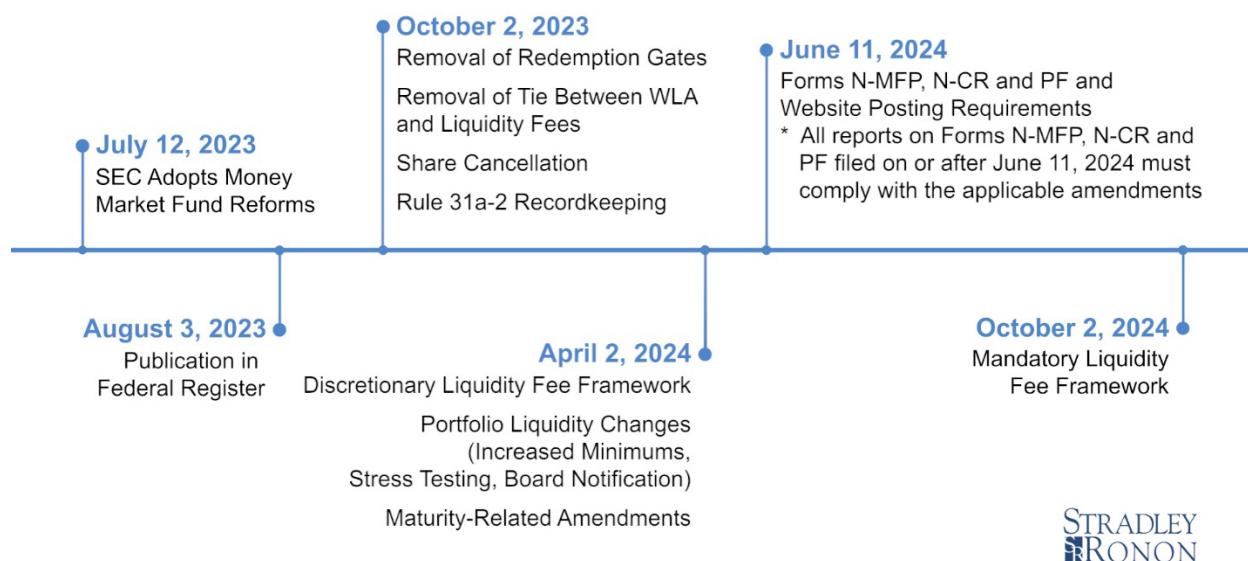 July 12, 2023
SEC Adopts Money
Market Fund Reforms
August 3, 2023
Publication in
Federal Register
October 2, 2023
Removal of Redemption Gates
Removal of Tie Between WLA
and Liquidity Fees
Share Cancellation
Rule 31a-2 Recordkeeping
April 2, 2024
Discretionary Liquidity Fee Framework
Portfolio Liquidity Changes
(Increased Minimums,
Stress Testing, Board Notification)
Maturity-Related Amendments
June 11, 2024
Forms N-MFP, N-CR and PF and
Website Posting Requirements
* All reports on Forms N-MFP, N-CR and
PF filed on or after June 11, 2024 must
comply with the applicable amendments
October 2, 2024
Mandatory Liquidity
Fee Framework
STRADLEY
SR RONON